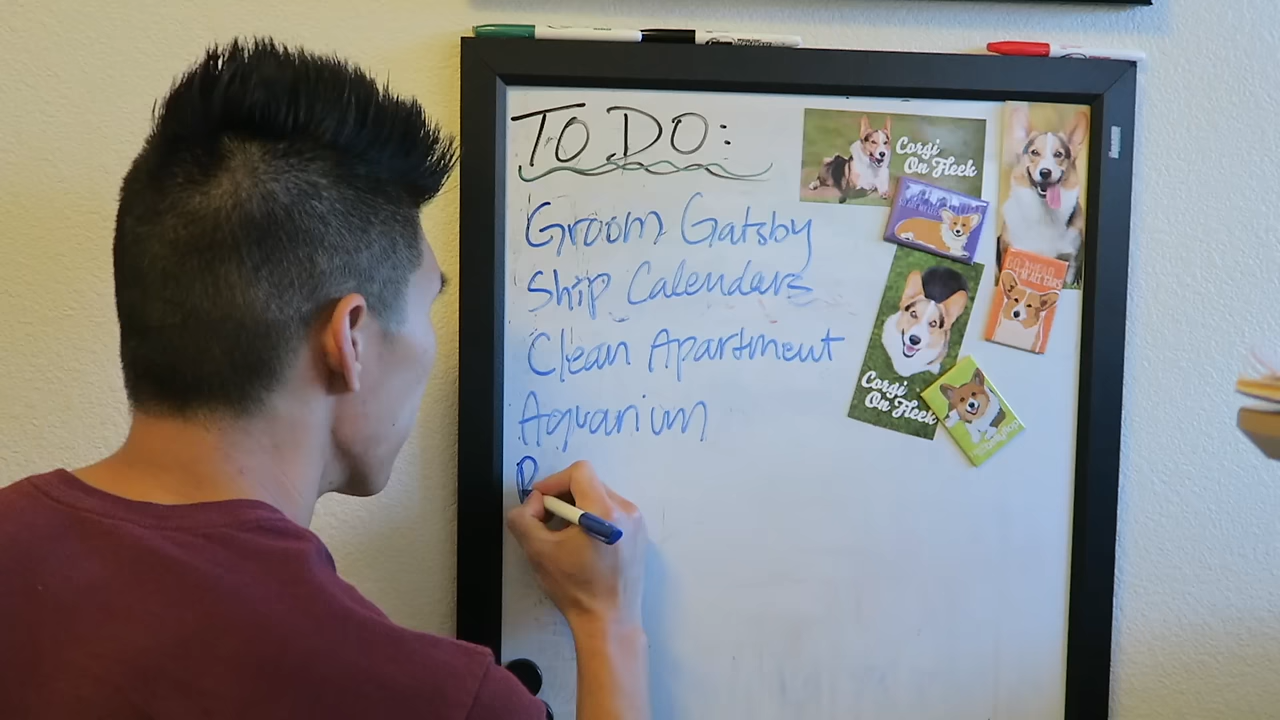 TO DO:
Groom Gatsby
Ship Calendars
Clean Apartment
Aquarium
Corgi
On Fleek
Corgi
On Fleek